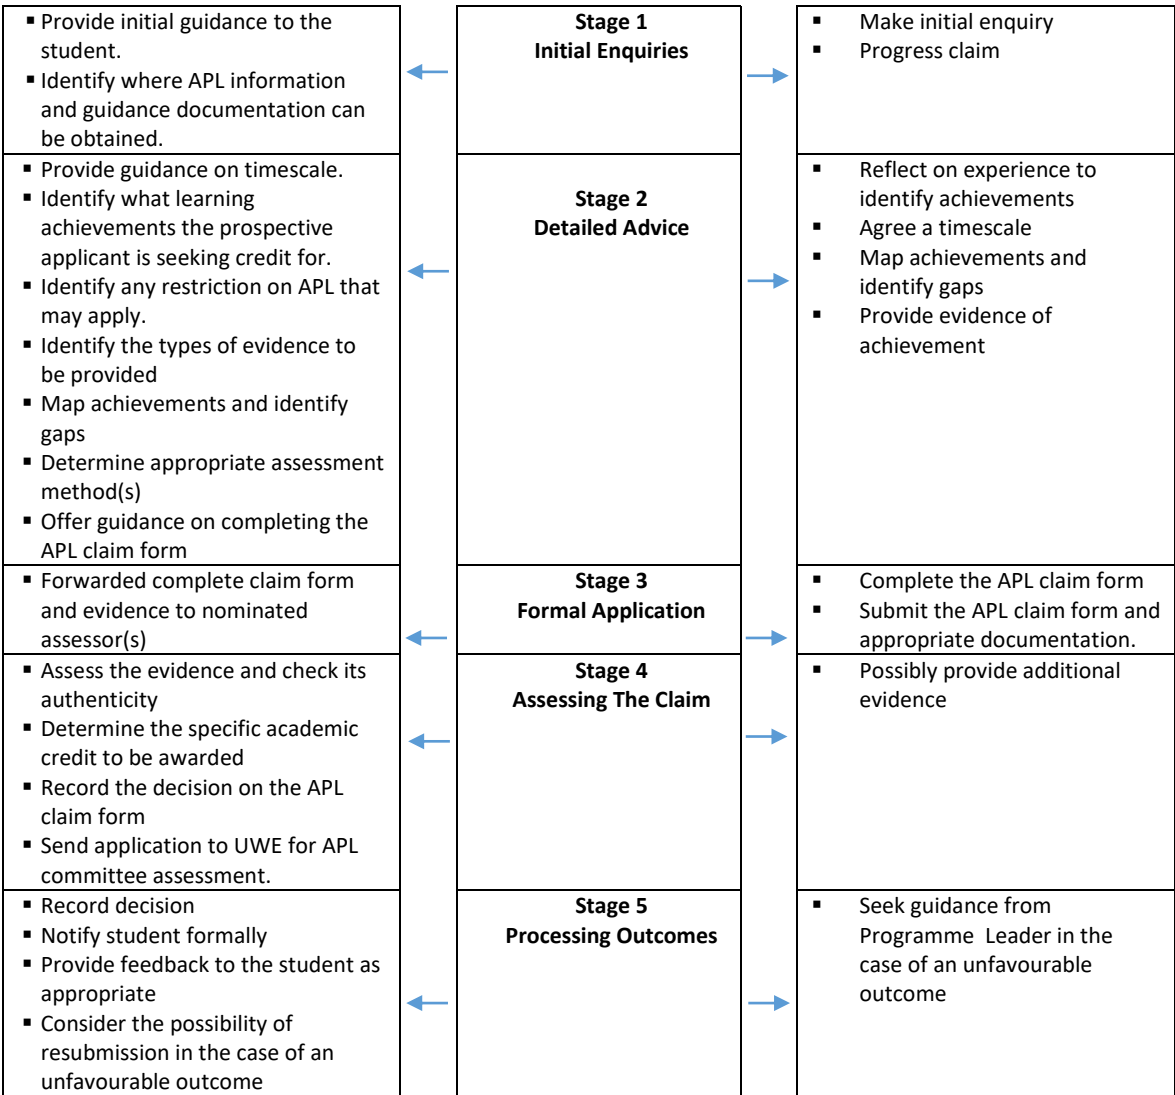 ▪ Provide initial guidance to the
student.
▪ Identify where APL information
and guidance documentation can
be obtained.
Stage 1
Initial Enquiries
▪ Make initial enquiry
▪ Progress claim
▪ Provide guidance on timescale.
▪ Identify what learning
achievements the prospective
applicant is seeking credit for.
▪ Identify any restriction on APL that
may apply.
▪ Identify the types of evidence to
be provided
▪ Map achievements and identify
gaps
▪ Determine appropriate assessment
method(s)
▪ Offer guidance on completing the
APL claim form
Stage 2
Detailed Advice
▪ Reflect on experience to
identify achievements
▪ Agree a timescale
▪ Map achievements and
identify gaps
▪ Provide evidence of
achievement
▪ Forwarded complete claim form
and evidence to nominated
assessor(s)
Stage 3
Formal Application
▪ Complete the APL claim form
▪ Submit the APL claim form and
appropriate documentation.
▪ Assess the evidence and check its
authenticity
▪ Determine the specific academic
credit to be awarded
▪ Record the decision on the APL
claim form
▪ Send application to UWE for APL
committee assessment.
Stage 4
Assessing The Claim
▪ Possibly provide additional
evidence
▪ Record decision
▪ Notify student formally
▪ Provide feedback to the student as
appropriate
▪ Consider the possibility of
resubmission in the case of an
unfavourable outcome
Stage 5
Processing Outcomes
▪ Seek guidance from
Programme  Leader in the
case of an unfavourable
outcome